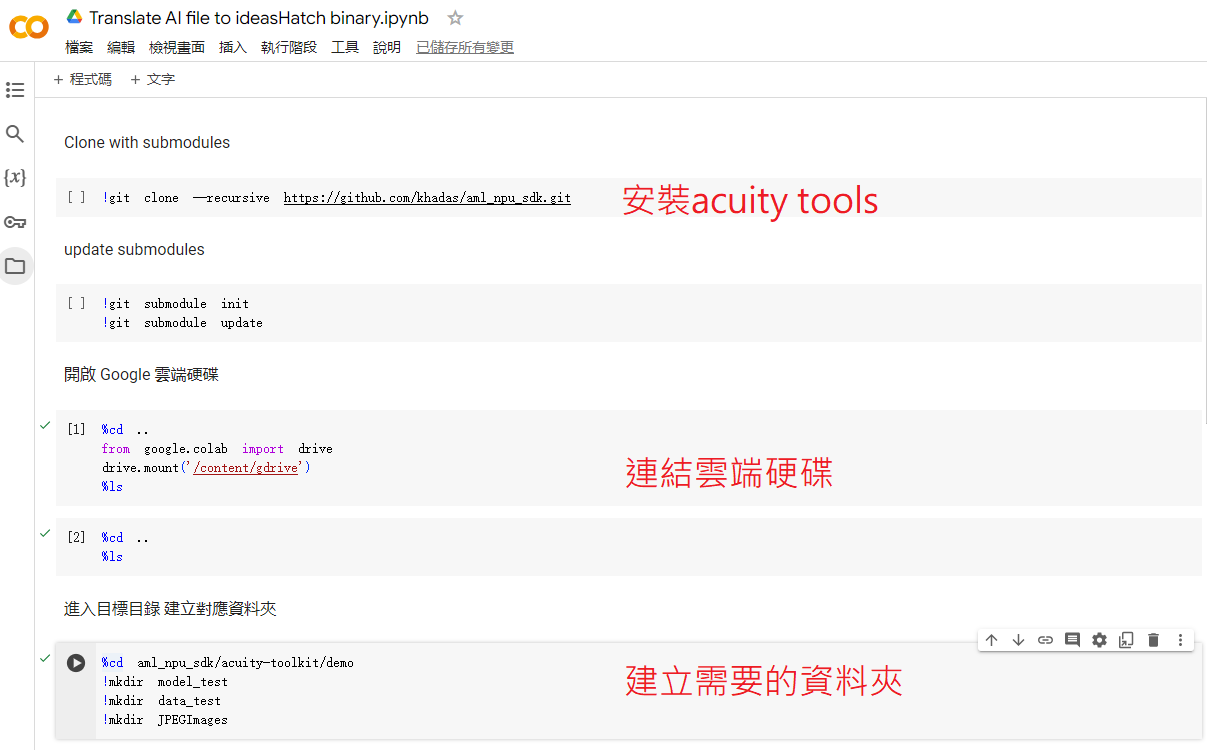 Translate AI file to ideasHatch binary.ipynb
檔案 編輯 檢視畫面 插入 執行階段 工具 說明 已儲存所有變更
+ 程式碼 + 文字
Clone with submodules
[ ] !git clone --recursive https://github.com/khadas/aml_npu_sdk.git
安裝acuity tools
update submodules
[ ] !git submodule init
!git submodule update
開啟 Google 雲端硬碟
[1] %cd ..
from google.colab import drive
drive.mount('/content/gdrive')
%ls
連結雲端硬碟
[2] %cd ..
%ls
進入目標目錄 建立對應資料夾
%cd aml_npu_sdk/acuity-toolkit/demo
!mkdir model_test
!mkdir data_test
!mkdir JPEGImages
建立需要的資料夾